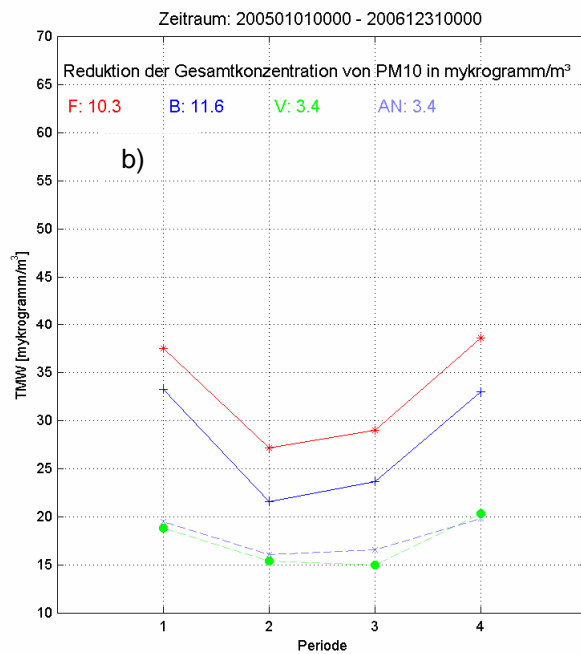 Zeitraum: 200501010000 - 200612310000
70
Reduktion der Gesamtkonzentration von PM10 in mykrogramm/m³
65
F: 10.3 B: 11.6 V: 3.4 AN: 3.4
60
b)
55
50
45
40
35
30
25
20
15
10
TMW [mykrogramm/m³]
1 2 3 4
Periode